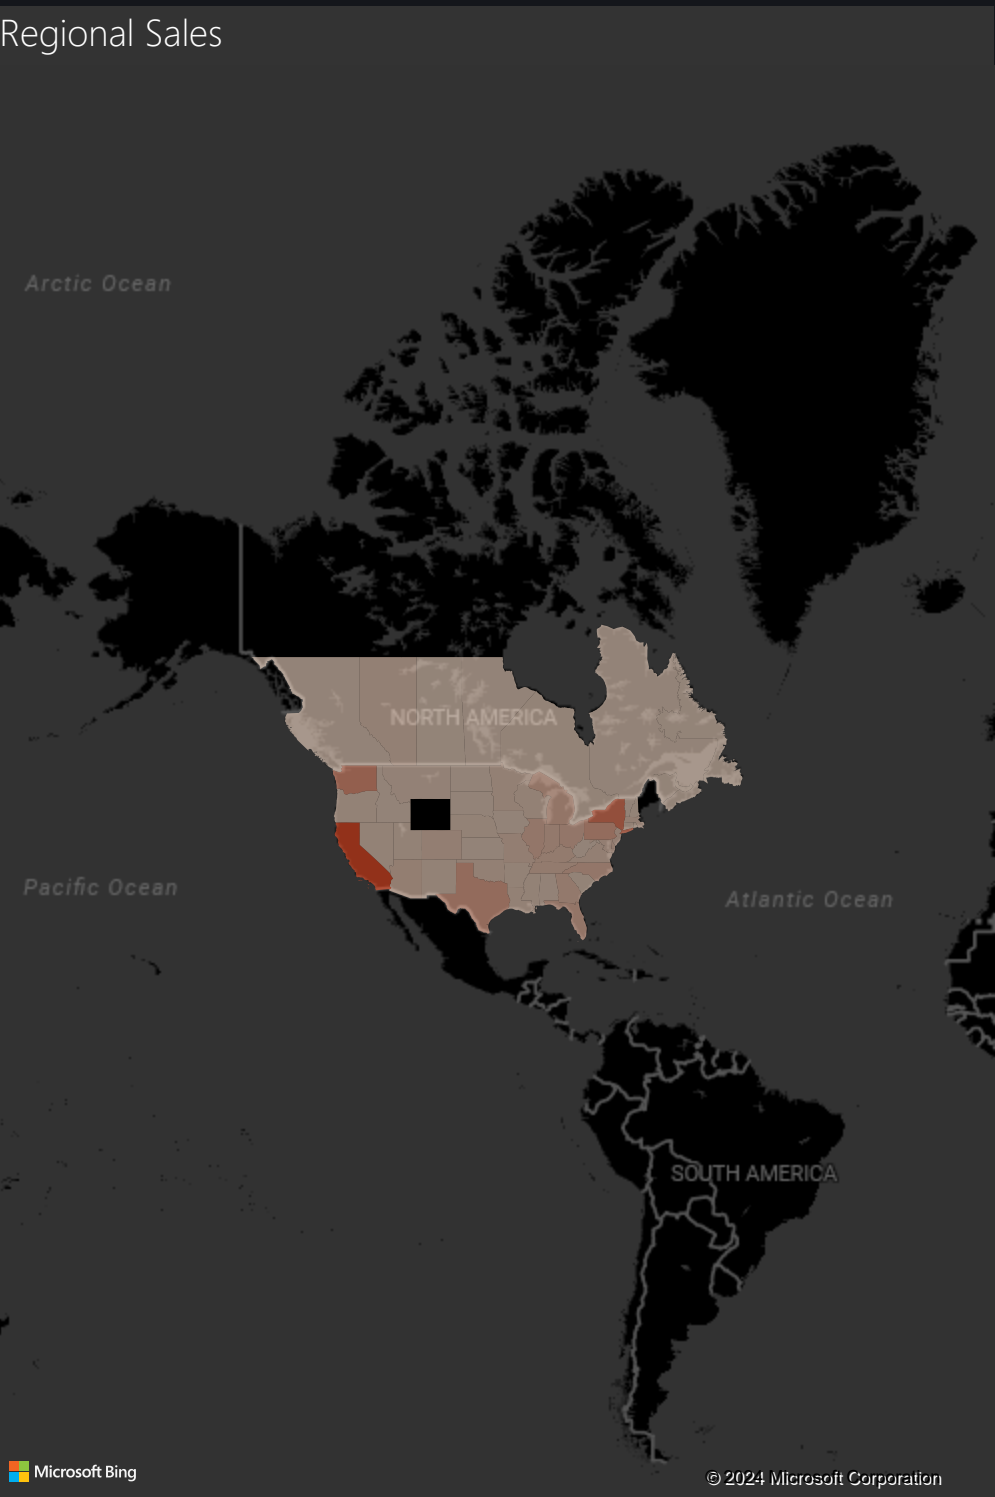 Regional Sales
Arctic Ocean
NORTH AMERICA
Pacific Ocean
Atlantic Ocean
SOUTH AMERICA
Microsoft Bing
© 2024 Microsoft Corporation